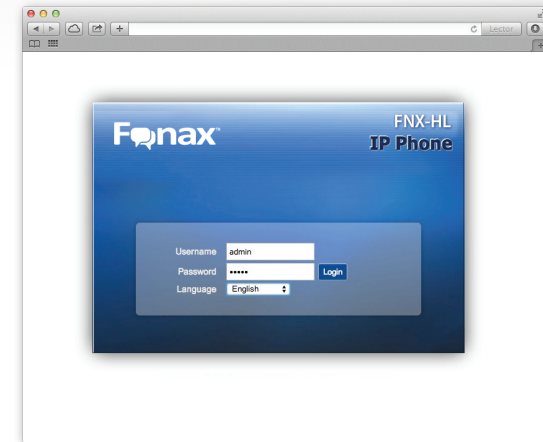 Lector
Fonax
FNX-HL
IP Phone
Username admin
Password •••••
Login
Language English